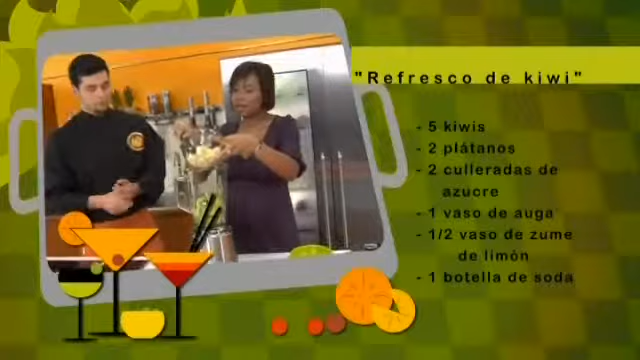 "Refresco de kiwi"
- 5 kiwis
- 2 plátanos
- 2 culleradas de
azucre
- 1 vaso de auga
- 1/2 vaso de zume
de limón
- 1 botella de soda